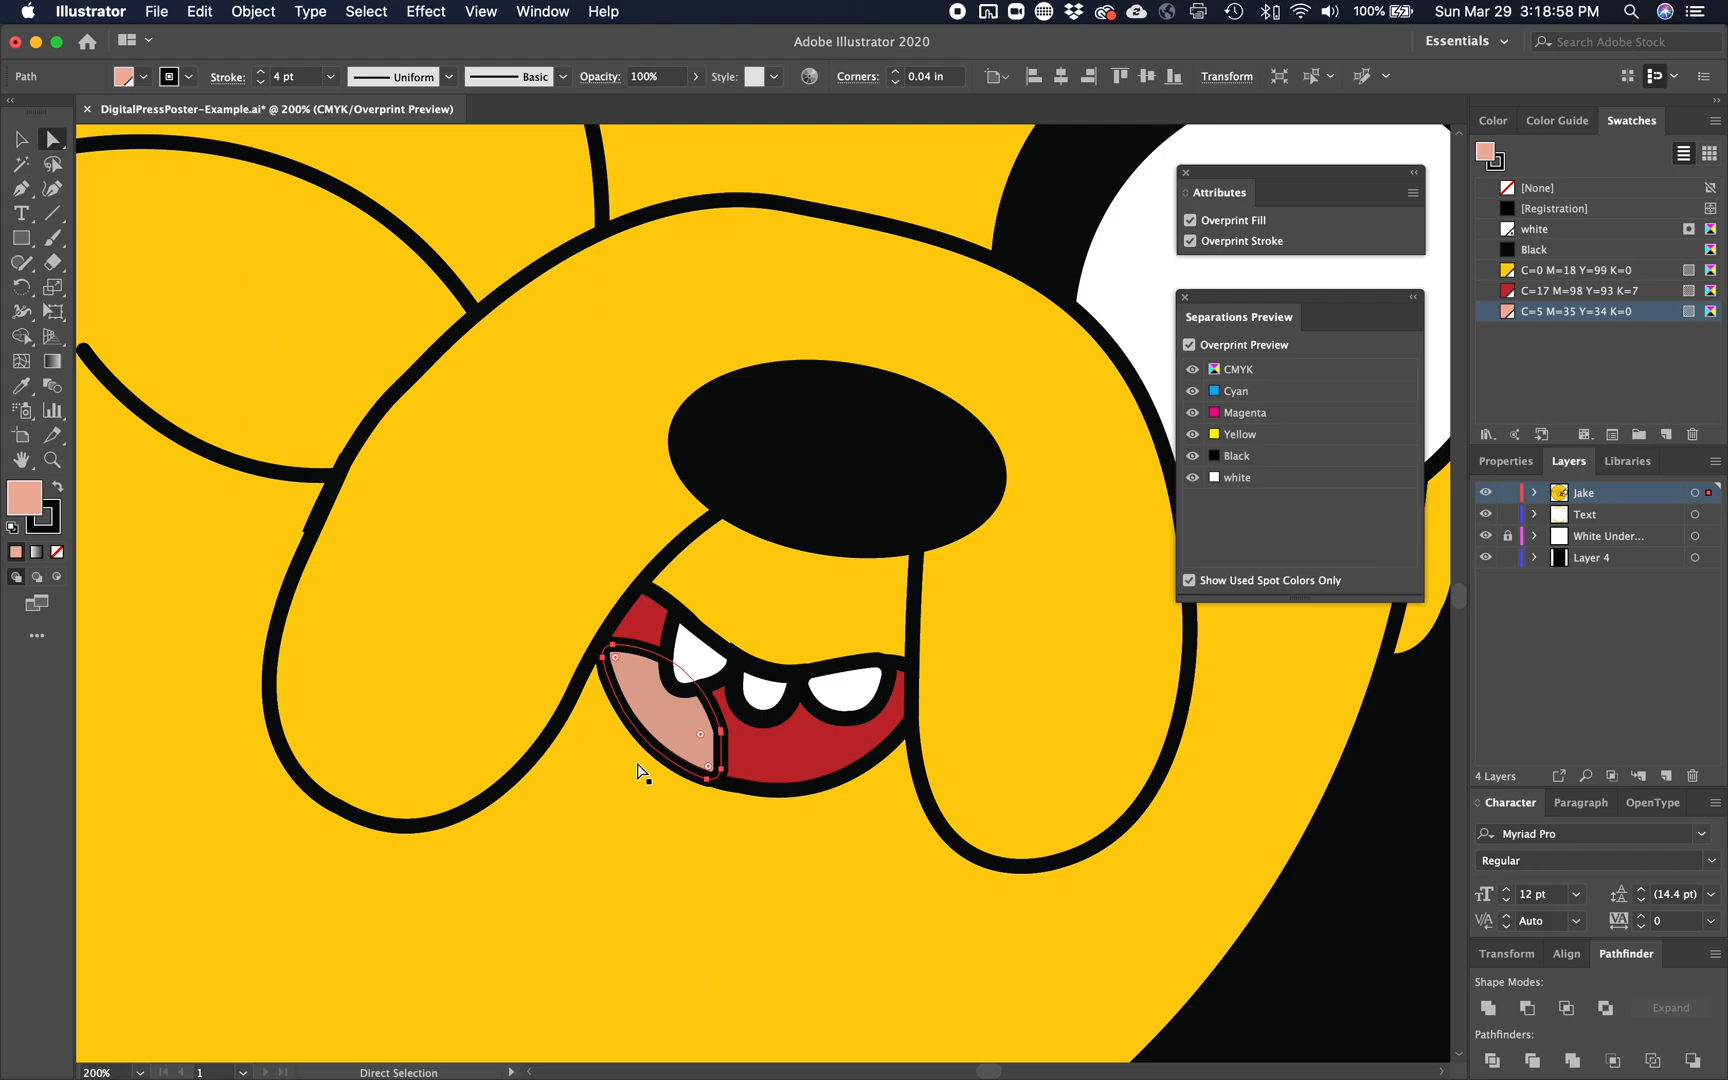 Illustrator File Edit Object Type Select Effect View Window Help
100% Sun Mar 29 3:18:58 PM
Adobe Illustrator 2020
Essentials
Search Adobe Stock
Path
Stroke: 4 pt
Uniform
Basic
Opacity: 100%
Style:
Corners: 0.04 in
Transform
× DigitalPressPoster-Example.ai* @ 200% (CMYK/Overprint Preview)
Color Color Guide Swatches
[None]
[Registration]
white
Black
C=0 M=18 Y=99 K=0
C=17 M=98 Y=93 K=7
C=5 M=35 Y=34 K=0
Attributes
Overprint Fill
Overprint Stroke
Separations Preview
Overprint Preview
CMYK
Cyan
Magenta
Yellow
Black
white
Show Used Spot Colors Only
Properties Layers Libraries
Jake
Text
White Under...
Layer 4
4 Layers
Character Paragraph OpenType
Myriad Pro
Regular
12 pt (14.4 pt)
Auto 0
Transform Align Pathfinder
Shape Modes:
Expand
Pathfinders:
200% 1 Direct Selection